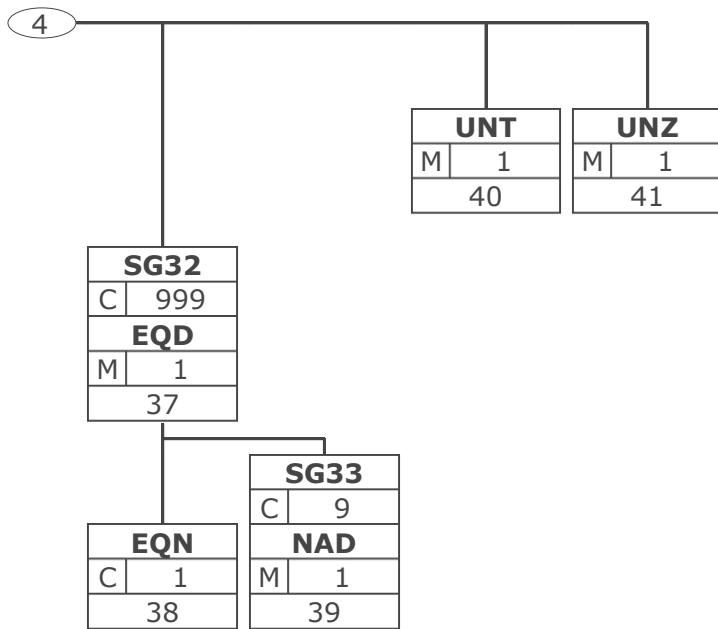 4
UNT
M 1
40
UNZ
M 1
41
SG32
C 999
EQD
M 1
37
EQN
C 1
38
SG33
C 9
NAD
M 1
39